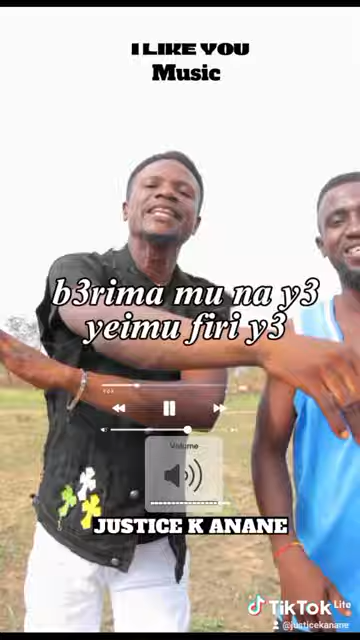 I LIKE YOU
Music
b3rima mu na y3
yeimu firi y3
Volume
JUSTICE K ANANE
TikTok Lite
@justicekanane